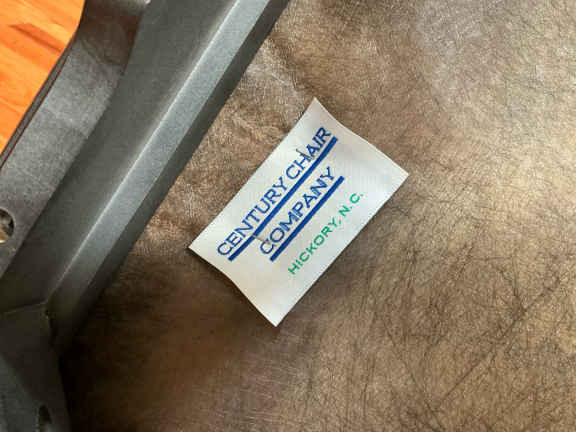 CENTURY CHAIR
COMPANY
HICKORY, N.C.